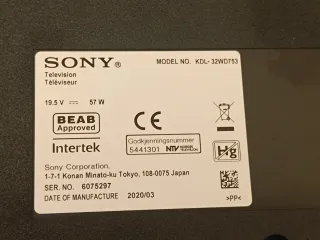 SONY®
MODEL NO. KDL-32WD753
Television
Téléviseur
19.5 V ⎓ 57 W
BEAB
Approved
Intertek
CE
Godkjenningsnummer
5441301 NTV
Hg
Sony Corporation.
1-7-1 Konan Minato-ku Tokyo, 108-0075 Japan
SER. NO. 6075297
DATE OF MANUFACTURE 2020/03
>PP<